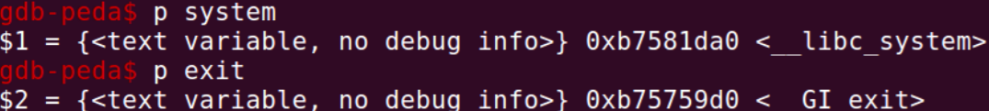 gdb-peda$ p system
$1 = {<text variable, no debug info>} 0xb7581da0 <__libc_system>
gdb-peda$ p exit
$2 = {<text variable, no debug info>} 0xb75759d0 <__GI_exit>